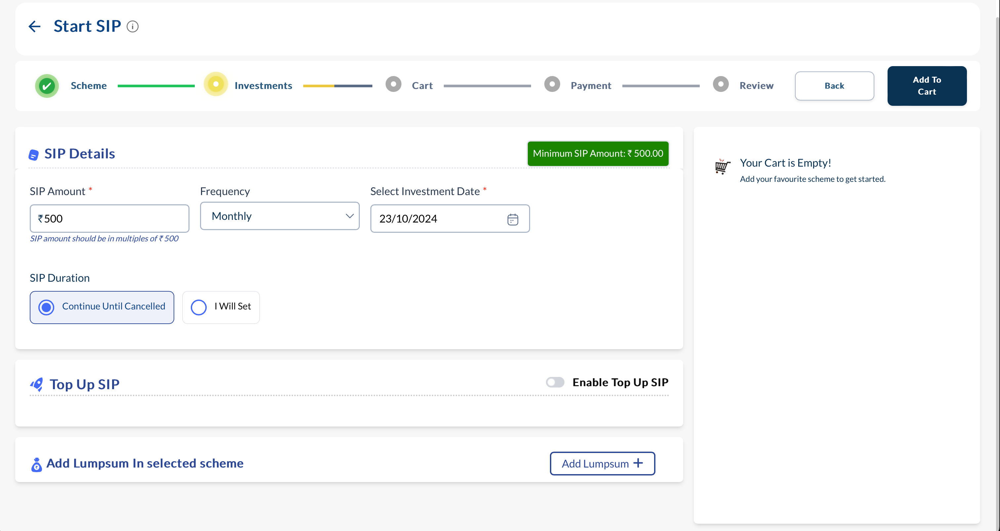 Start SIP
Scheme
Investments
Cart
Payment
Review
Back
Add To
Cart
SIP Details
Minimum SIP Amount: ₹ 500.00
SIP Amount *
Frequency
Select Investment Date *
₹500
Monthly
23/10/2024
SIP amount should be in multiples of ₹ 500
SIP Duration
Continue Until Cancelled
I Will Set
Top Up SIP
Enable Top Up SIP
Add Lumpsum In selected scheme
Add Lumpsum +
Your Cart is Empty!
Add your favourite scheme to get started.